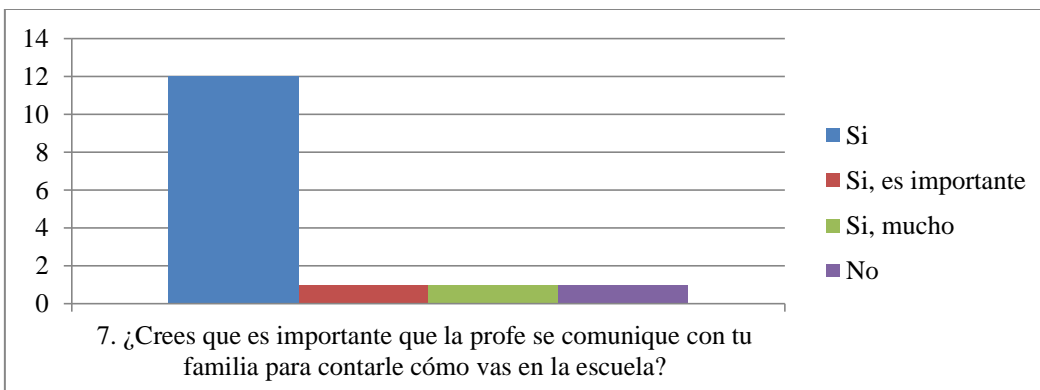 14
12
10
8
6
4
2
0
7. ¿Crees que es importante que la profe se comunique con tu
familia para contarle cómo vas en la escuela?
Si
Si, es importante
Si, mucho
No